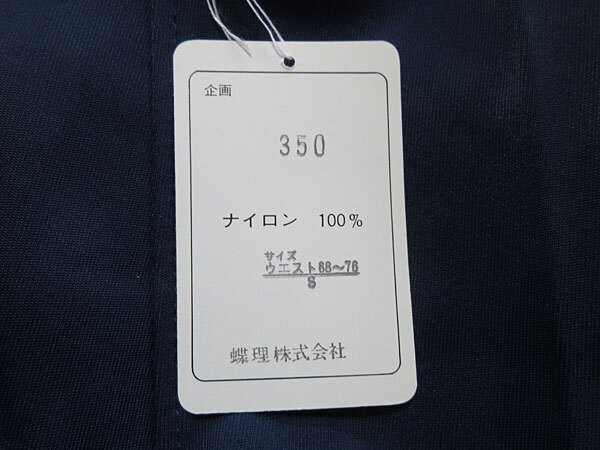 企画
350
ナイロン 100%
サイズ
ウエスト68〜76
S
蝶理株式会社